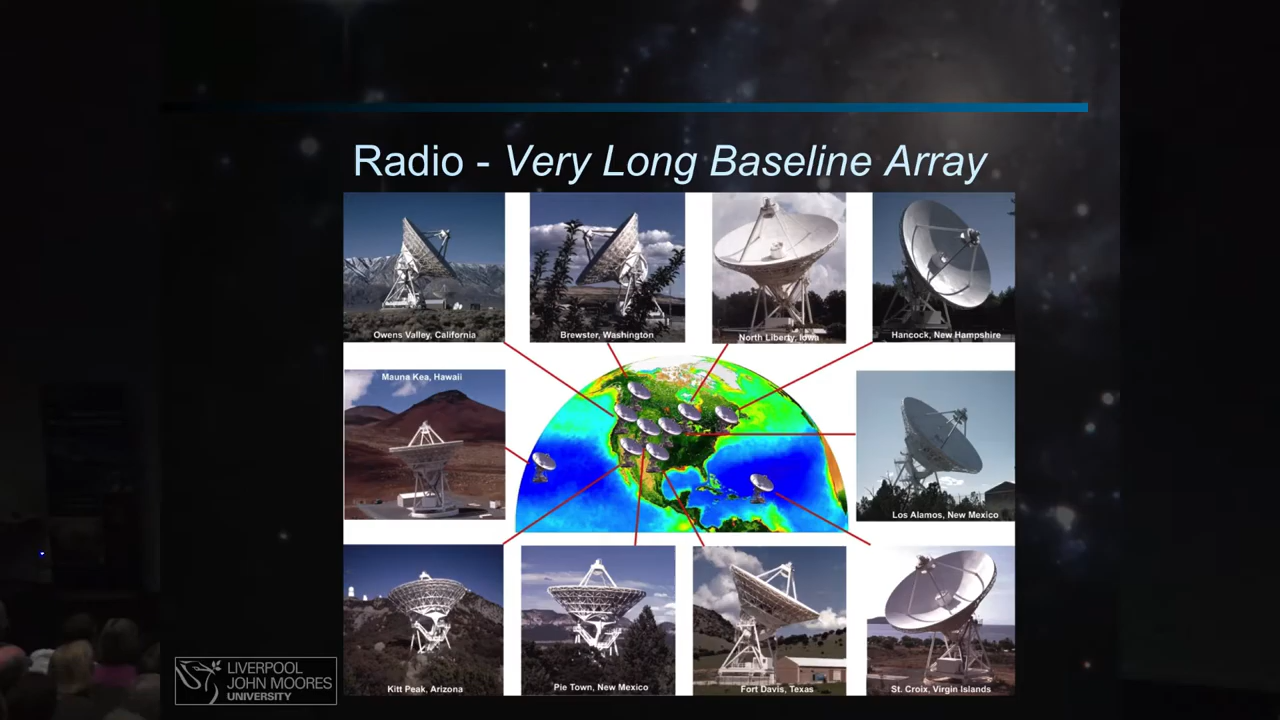 Radio - Very Long Baseline Array
Owens Valley, California
Brewster, Washington
North Liberty, Iowa
Hancock, New Hampshire
Mauna Kea, Hawaii
Los Alamos, New Mexico
Kitt Peak, Arizona
Pie Town, New Mexico
Fort Davis, Texas
St. Croix, Virgin Islands
LIVERPOOL
JOHN MOORES
UNIVERSITY